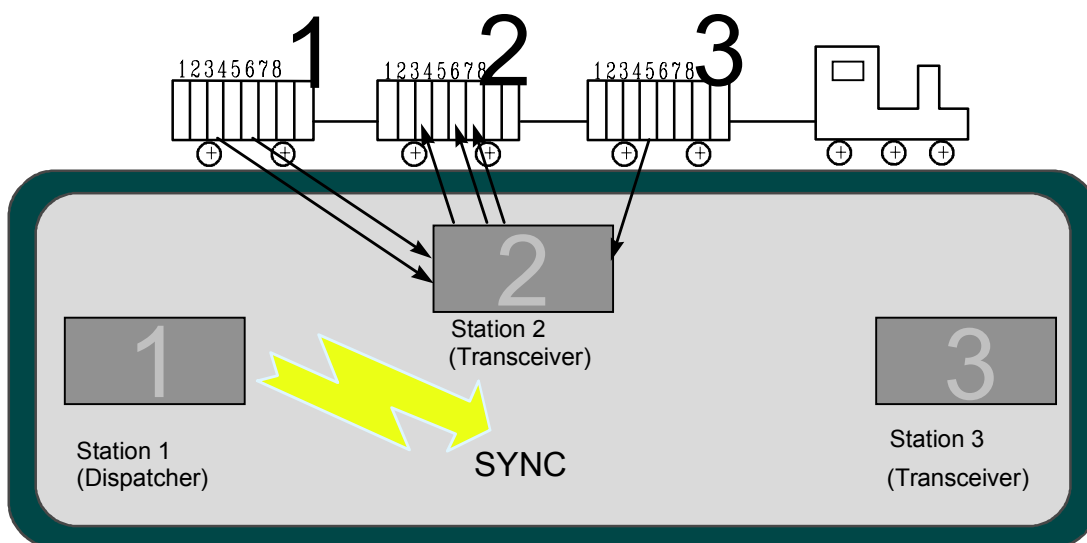 1 2 3
12345678 12345678 12345678
2
Station 2
(Transceiver)
1 3
Station 1
(Dispatcher)
SYNC
Station 3
(Transceiver)